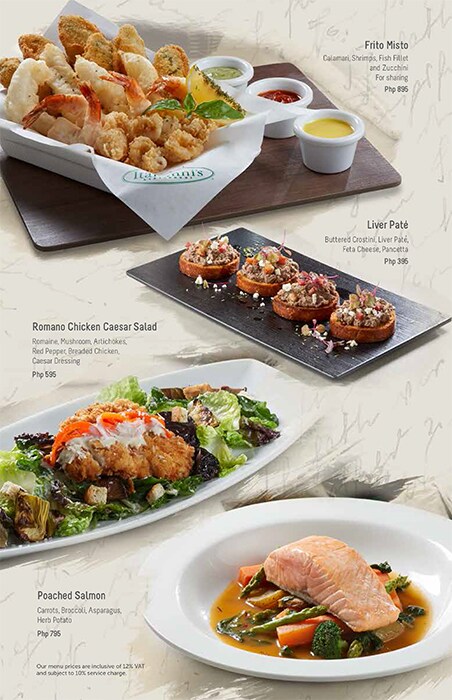 Frito Misto
Calamari, Shrimps, Fish Fillet
and Zucchini
For sharing
Php 895
Italianni's
Liver Paté
Buttered Crostini, Liver Paté,
Feta Cheese, Pancetta
Php 395
Romano Chicken Caesar Salad
Romaine, Mushroom, Artichokes,
Red Pepper, Breaded Chicken,
Caesar Dressing
Php 595
Poached Salmon
Carrots, Broccoli, Asparagus,
Herb Potato
Php 795
Our menu prices are inclusive of 12% VAT
and subject to 10% service charge.